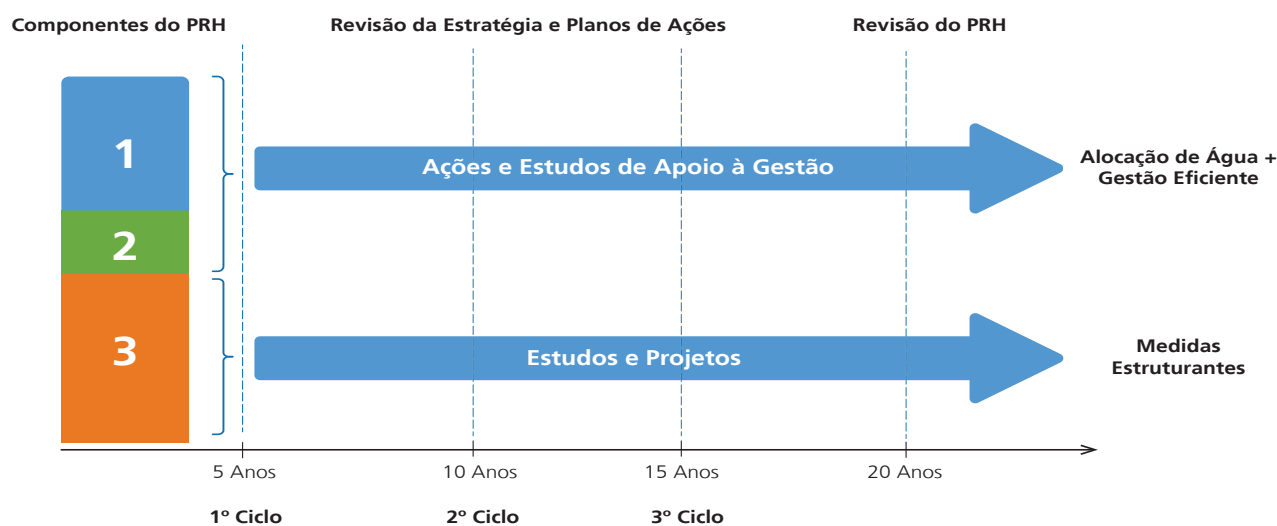 Componentes do PRH
Revisão da Estratégia e Planos de Ações
Revisão do PRH
1
2
3
Ações e Estudos de Apoio à Gestão
Alocação de Água +
Gestão Eficiente
Estudos e Projetos
Medidas
Estruturantes
5 Anos
10 Anos
15 Anos
20 Anos
1º Ciclo
2º Ciclo
3º Ciclo